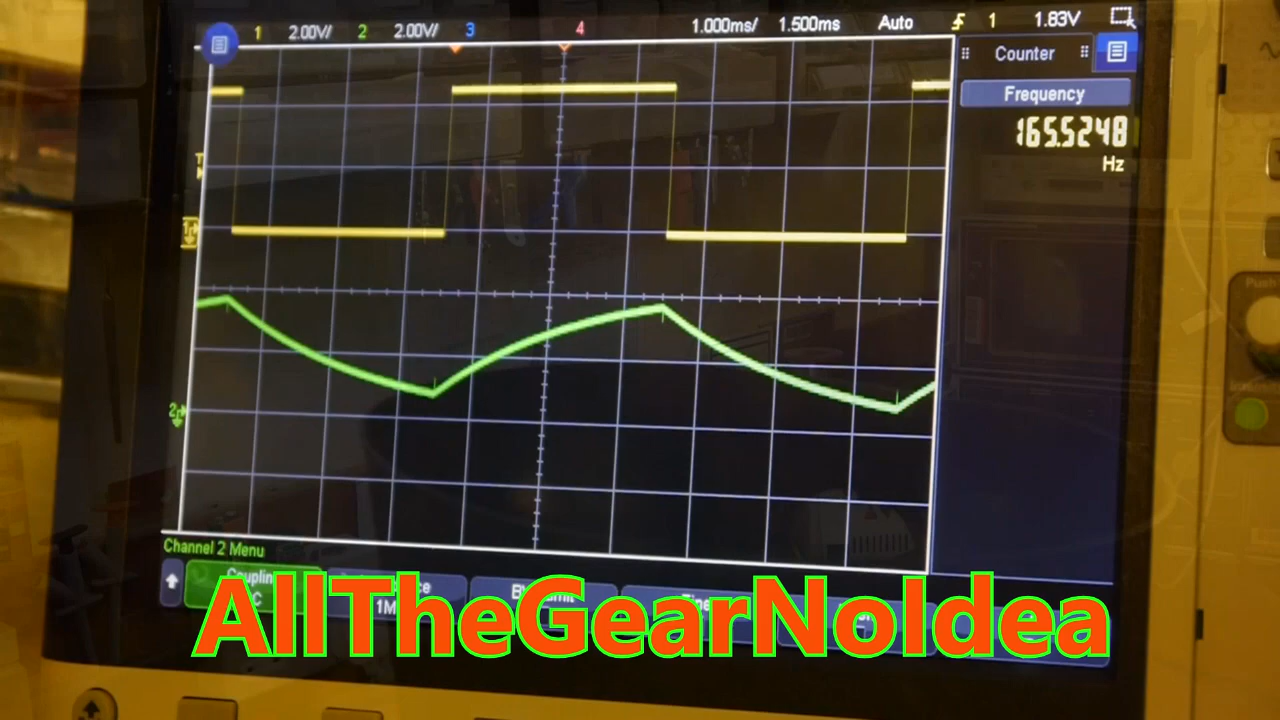 1 2.00V/ 2 2.00V/ 3 4 1.000ms/ 1.500ms Auto 1 1.83V
Counter
Frequency
165.5248
Hz
Channel 2 Menu
AllTheGearNoIdea
Push